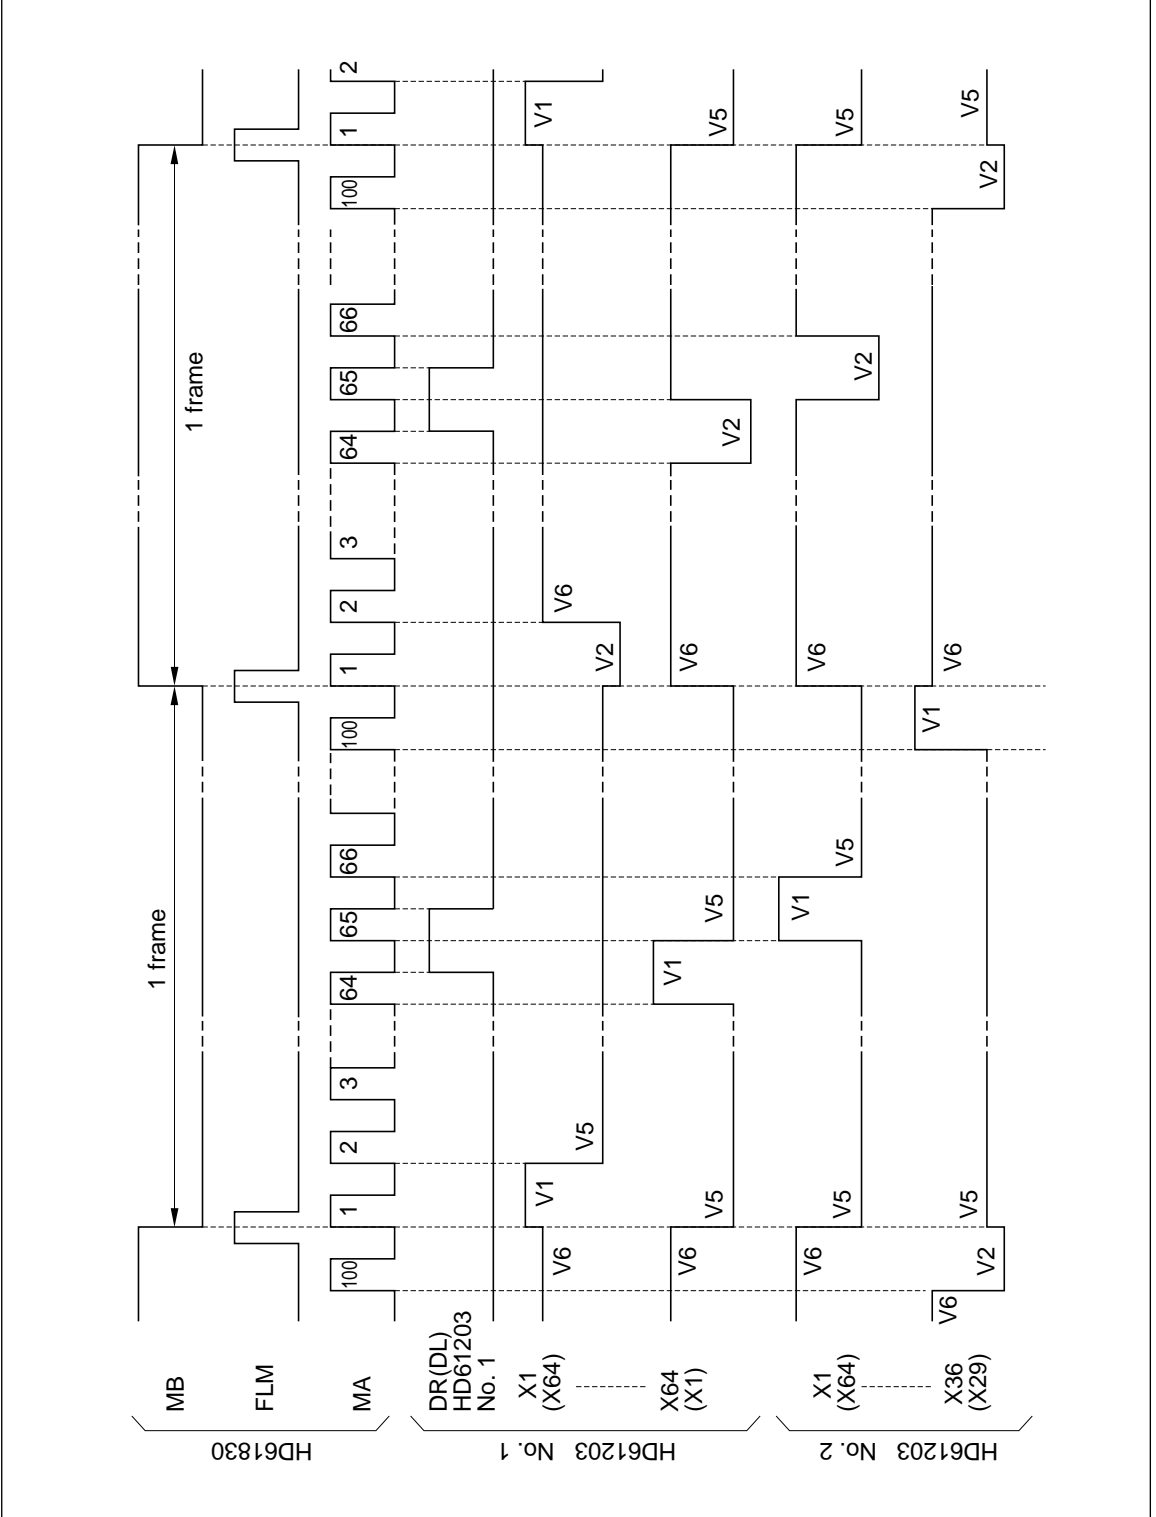 HD61830
MB
1 frame
1 frame
FLM
MA
100
1
2
3
64
65
66
100
1
2
3
64
65
66
100
1
2
HD61203 No. 1
DR(DL)
HD61203
No. 1
X1
(X64)
V6
V1
V5
V2
V6
V1
X64
(X1)
V6
V5
V1
V5
V6
V2
V5
HD61203 No. 2
X1
(X64)
V6
V5
V1
V5
V6
V2
V5
X36
(X29)
V6
V2
V5
V1
V6
V2
V5